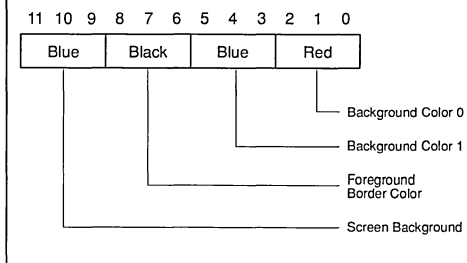 11 10 9 8 7 6 5 4 3 2 1 0
Blue Black Blue Red
Background Color 0
Background Color 1
Foreground
Border Color
Screen Background